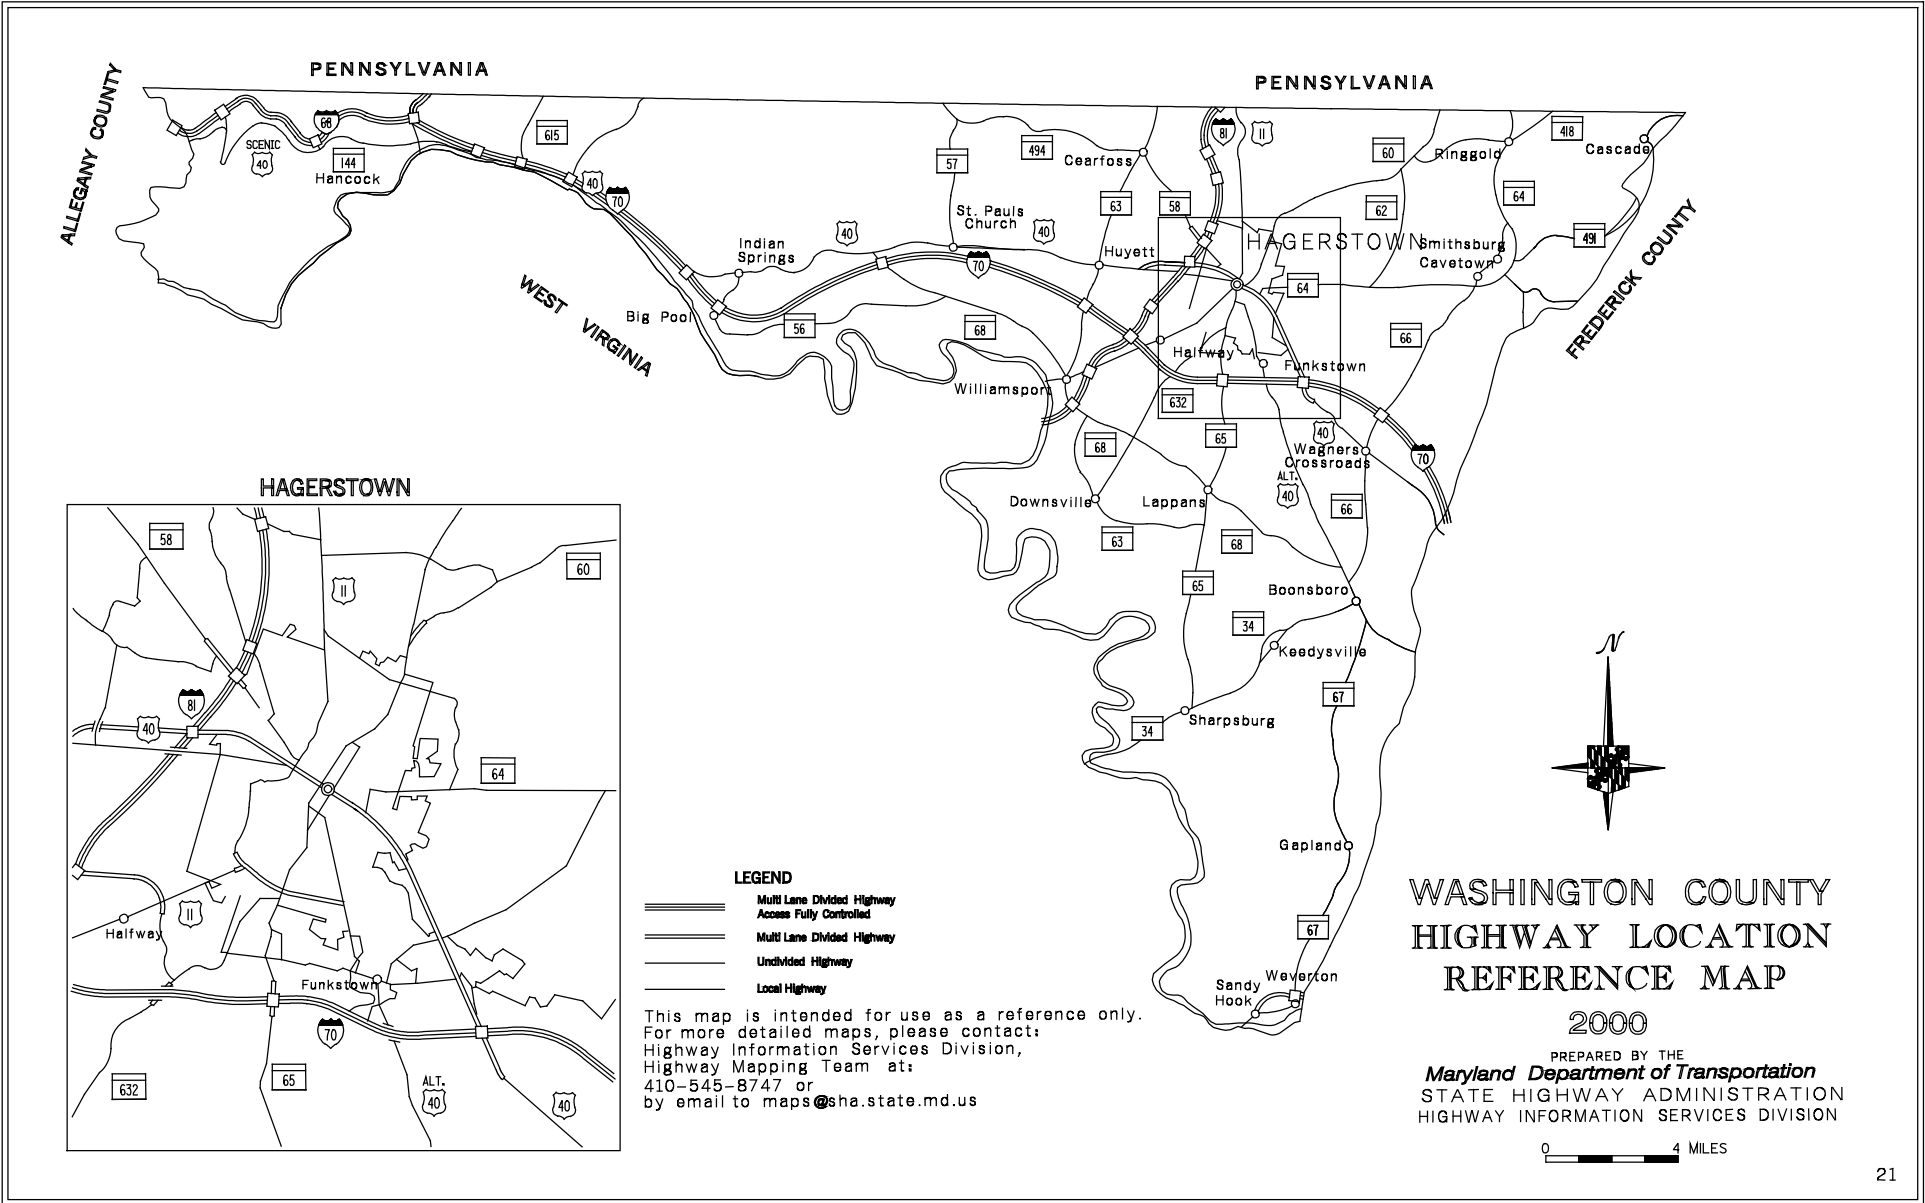 PENNSYLVANIA
PENNSYLVANIA
ALLEGANY COUNTY
68
SCENIC
40
144
Hancock
615
40
70
57
494
Cearfoss
81
11
60
Ringgold
418
Cascade
64
63
58
62
491
FREDERICK COUNTY
St. Pauls
Church
40
40
Indian
Springs
Huyett
HAGERSTOWN
Smithsburg
Cavetown
70
64
WEST VIRGINIA
Big Pool
56
68
66
Halfway
Funkstown
Williamsport
632
68
65
40
Wagners
Crossroads
70
ALT.
40
Downsville
Lappans
66
63
68
65
Boonsboro
34
Keedysville
67
Sharpsburg
34
Gapland
67
Weverton
Sandy
Hook
HAGERSTOWN
58
60
11
81
40
64
11
Halfway
Funkstown
70
632
65
ALT.
40
40
LEGEND
Multi Lane Divided Highway
Access Fully Controlled
Multi Lane Divided Highway
Undivided Highway
Local Highway
This map is intended for use as a reference only.
For more detailed maps, please contact:
Highway Information Services Division,
Highway Mapping Team at:
410-545-8747 or
by email to maps@sha.state.md.us
N
WASHINGTON COUNTY
HIGHWAY LOCATION
REFERENCE MAP
2000
PREPARED BY THE
Maryland Department of Transportation
STATE HIGHWAY ADMINISTRATION
HIGHWAY INFORMATION SERVICES DIVISION
0 4 MILES
21